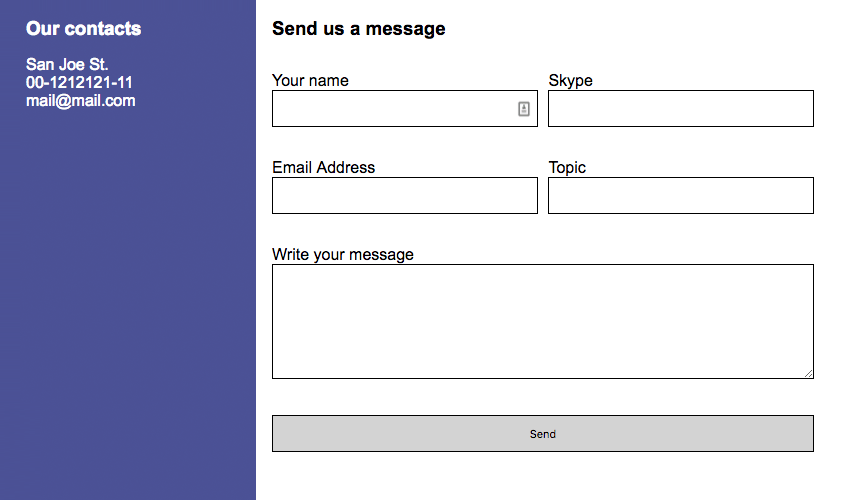 Our contacts
San Joe St.
00-1212121-11
mail@mail.com
Send us a message
Your name
Skype
Email Address
Topic
Write your message
Send